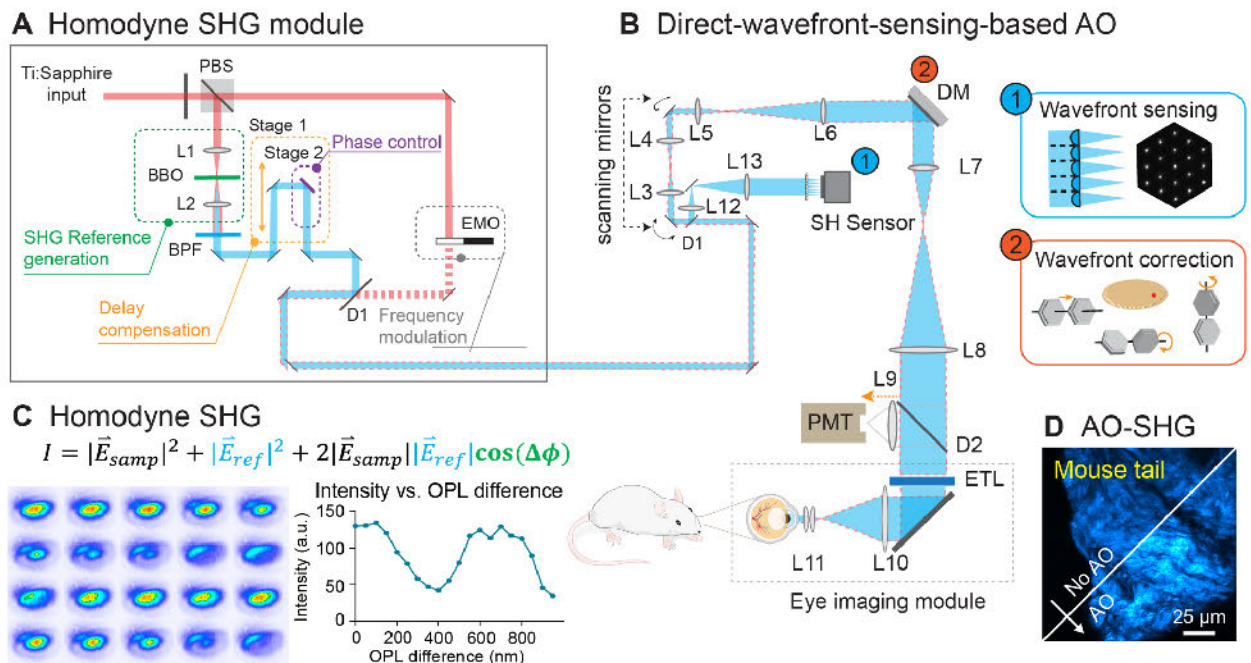 A Homodyne SHG module
Ti:Sapphire
input
PBS
L1
BBO
L2
BPF
SHG Reference
generation
Stage 1
Stage 2
Phase control
Delay
compensation
D1
EMO
Frequency
modulation
B Direct-wavefront-sensing-based AO
scanning mirrors
L5
L6
L4
L3
L13
L12
D1
1
SH Sensor
2
DM
L7
L8
L9
PMT
D2
ETL
L11
L10
Eye imaging module
1
Wavefront sensing
2
Wavefront correction
C Homodyne SHG
I = |E⃗samp|² + |E⃗ref|² + 2|E⃗samp||E⃗ref|cos(Δϕ)
Intensity vs. OPL difference
Intensity (a.u.)
150
100
50
0
0 200 400 600 800
OPL difference (nm)
D AO-SHG
Mouse tail
No AO
AO
25 µm